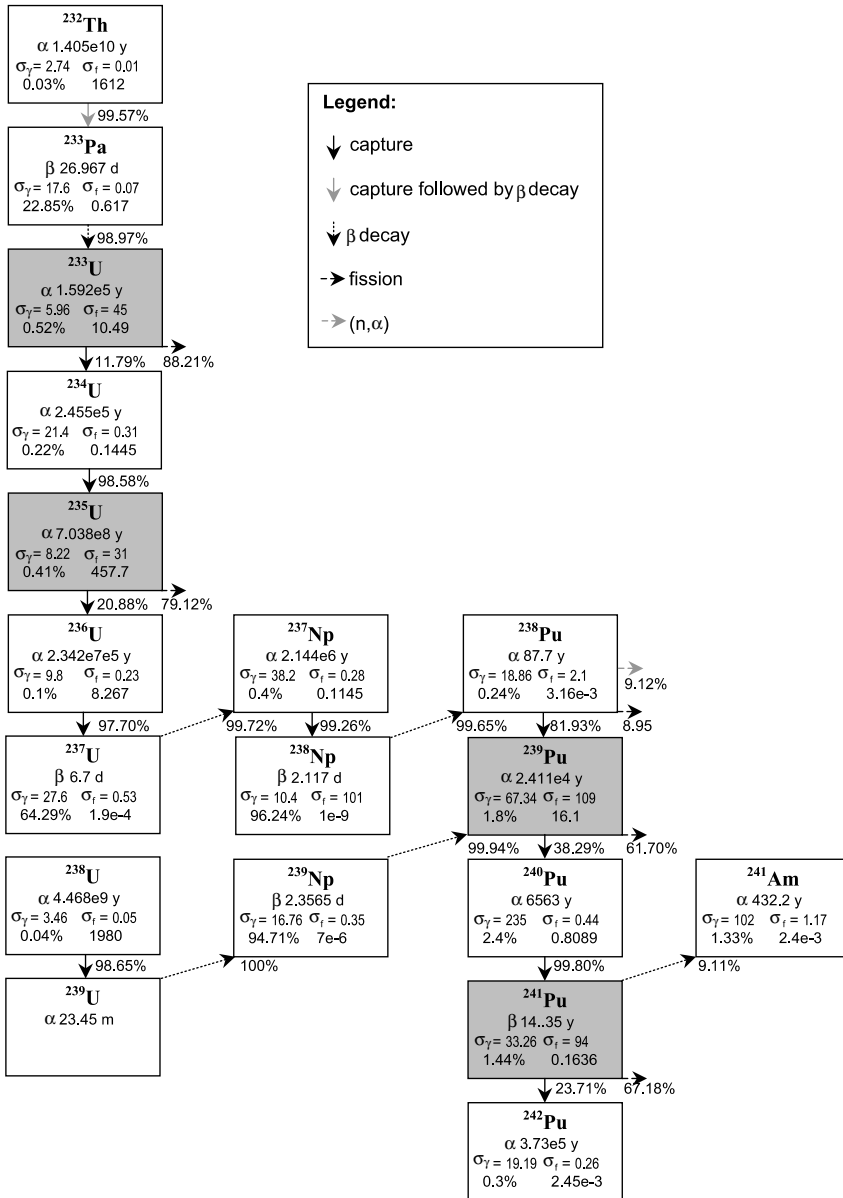 ²³²Th
α 1.405e10 y
σγ = 2.74 σf = 0.01
0.03% 1612
99.57%
²³³Pa
β 26.967 d
σγ = 17.6 σf = 0.07
22.85% 0.617
98.97%
²³³U
α 1.592e5 y
σγ = 5.96 σf = 45
0.52% 10.49
11.79% 88.21%
²³⁴U
α 2.455e5 y
σγ = 21.4 σf = 0.31
0.22% 0.1445
98.58%
²³⁵U
α 7.038e8 y
σγ = 8.22 σf = 31
0.41% 457.7
20.88% 79.12%
²³⁶U
α 2.342e7e5 y
σγ = 9.8 σf = 0.23
0.1% 8.267
97.70%
²³⁷U
β 6.7 d
σγ = 27.6 σf = 0.53
64.29% 1.9e-4
²³⁸U
α 4.468e9 y
σγ = 3.46 σf = 0.05
0.04% 1980
98.65%
²³⁹U
α 23.45 m
Legend:
capture
capture followed by β decay
β decay
fission
(n,α)
²³⁷Np
α 2.144e6 y
σγ = 38.2 σf = 0.28
0.4% 0.1145
99.72% 99.26%
²³⁸Np
β 2.117 d
σγ = 10.4 σf = 101
96.24% 1e-9
²³⁹Np
β 2.3565 d
σγ = 16.76 σf = 0.35
94.71% 7e-6
100%
²³⁸Pu
α 87.7 y
σγ = 18.86 σf = 2.1
0.24% 3.16e-3
9.12%
99.65% 81.93% 8.95
²³⁹Pu
α 2.411e4 y
σγ = 67.34 σf = 109
1.8% 16.1
99.94% 38.29% 61.70%
²⁴⁰Pu
α 6563 y
σγ = 235 σf = 0.44
2.4% 0.8089
99.80%
²⁴¹Pu
β 14..35 y
σγ = 33.26 σf = 94
1.44% 0.1636
23.71% 67.18%
²⁴²Pu
α 3.73e5 y
σγ = 19.19 σf = 0.26
0.3% 2.45e-3
²⁴¹Am
α 432.2 y
σγ = 102 σf = 1.17
1.33% 2.4e-3
9.11%